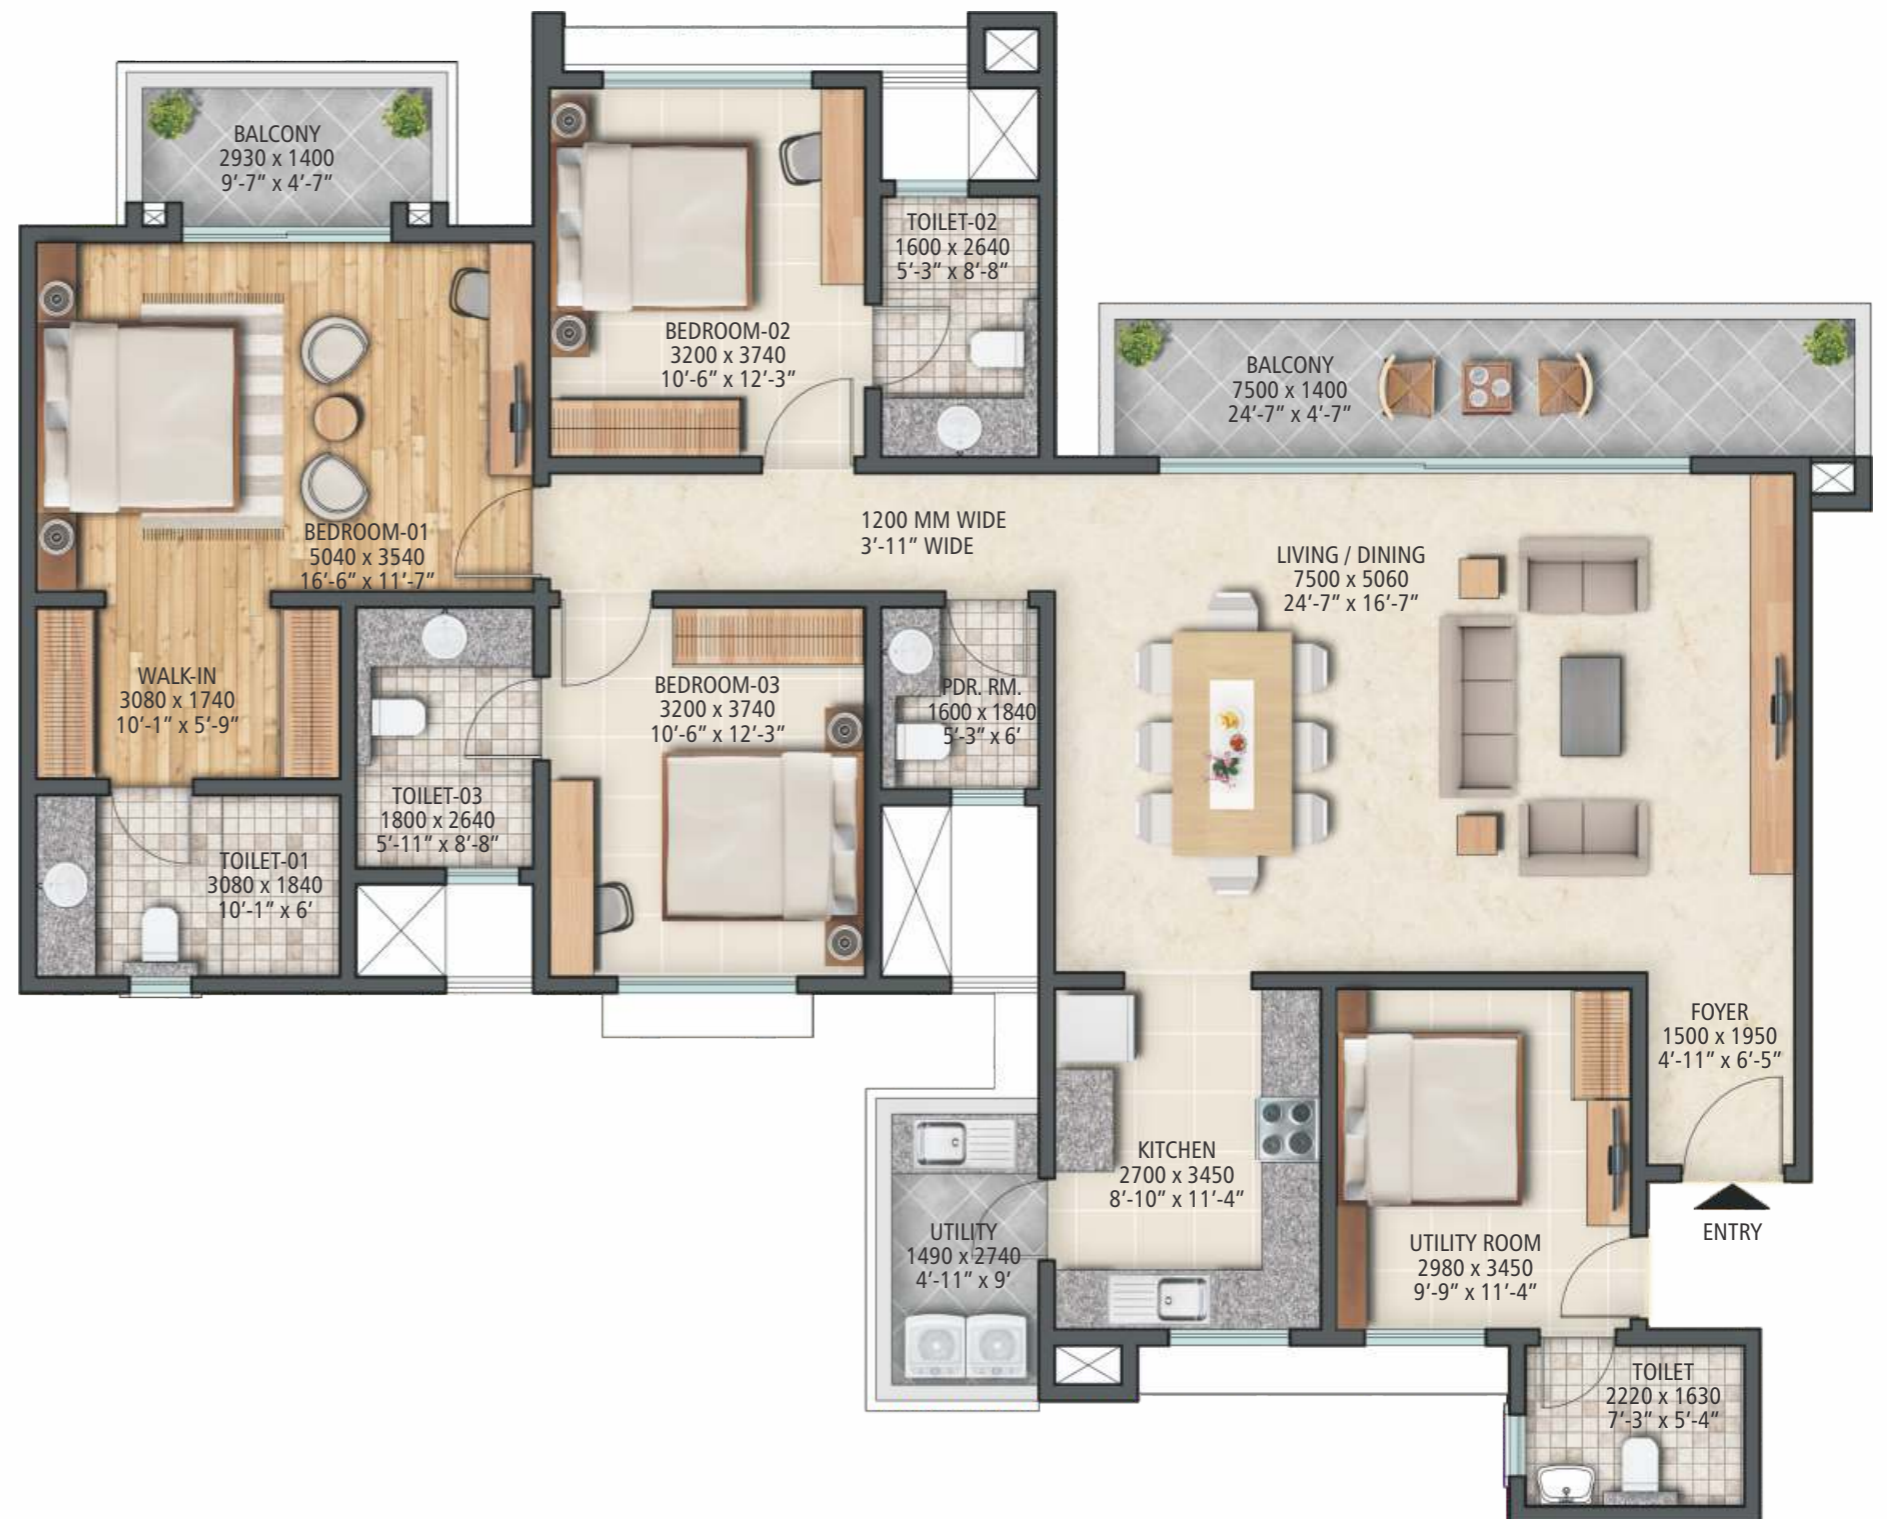 BALCONY
2930 x 1400
9’-7” x 4’-7”
TOILET-02
1600 x 2640
5’-3” x 8’-8”
BEDROOM-02
3200 x 3740
10’-6” x 12’-3”
BALCONY
7500 x 1400
24’-7” x 4’-7”
BEDROOM-01
5040 x 3540
16’-6” x 11’-7”
1200 MM WIDE
3’-11” WIDE
LIVING / DINING
7500 x 5060
24’-7” x 16’-7”
WALK-IN
3080 x 1740
10’-1” x 5’-9”
BEDROOM-03
3200 x 3740
10’-6” x 12’-3”
PDR. RM.
1600 x 1840
5’-3” x 6’
TOILET-03
1800 x 2640
5’-11” x 8’-8”
TOILET-01
3080 x 1840
10’-1” x 6’
FOYER
1500 x 1950
4’-11” x 6’-5”
KITCHEN
2700 x 3450
8’-10” x 11’-4”
UTILITY
1490 x 2740
4’-11” x 9’
UTILITY ROOM
2980 x 3450
9’-9” x 11’-4”
ENTRY
TOILET
2220 x 1630
7’-3” x 5’-4”